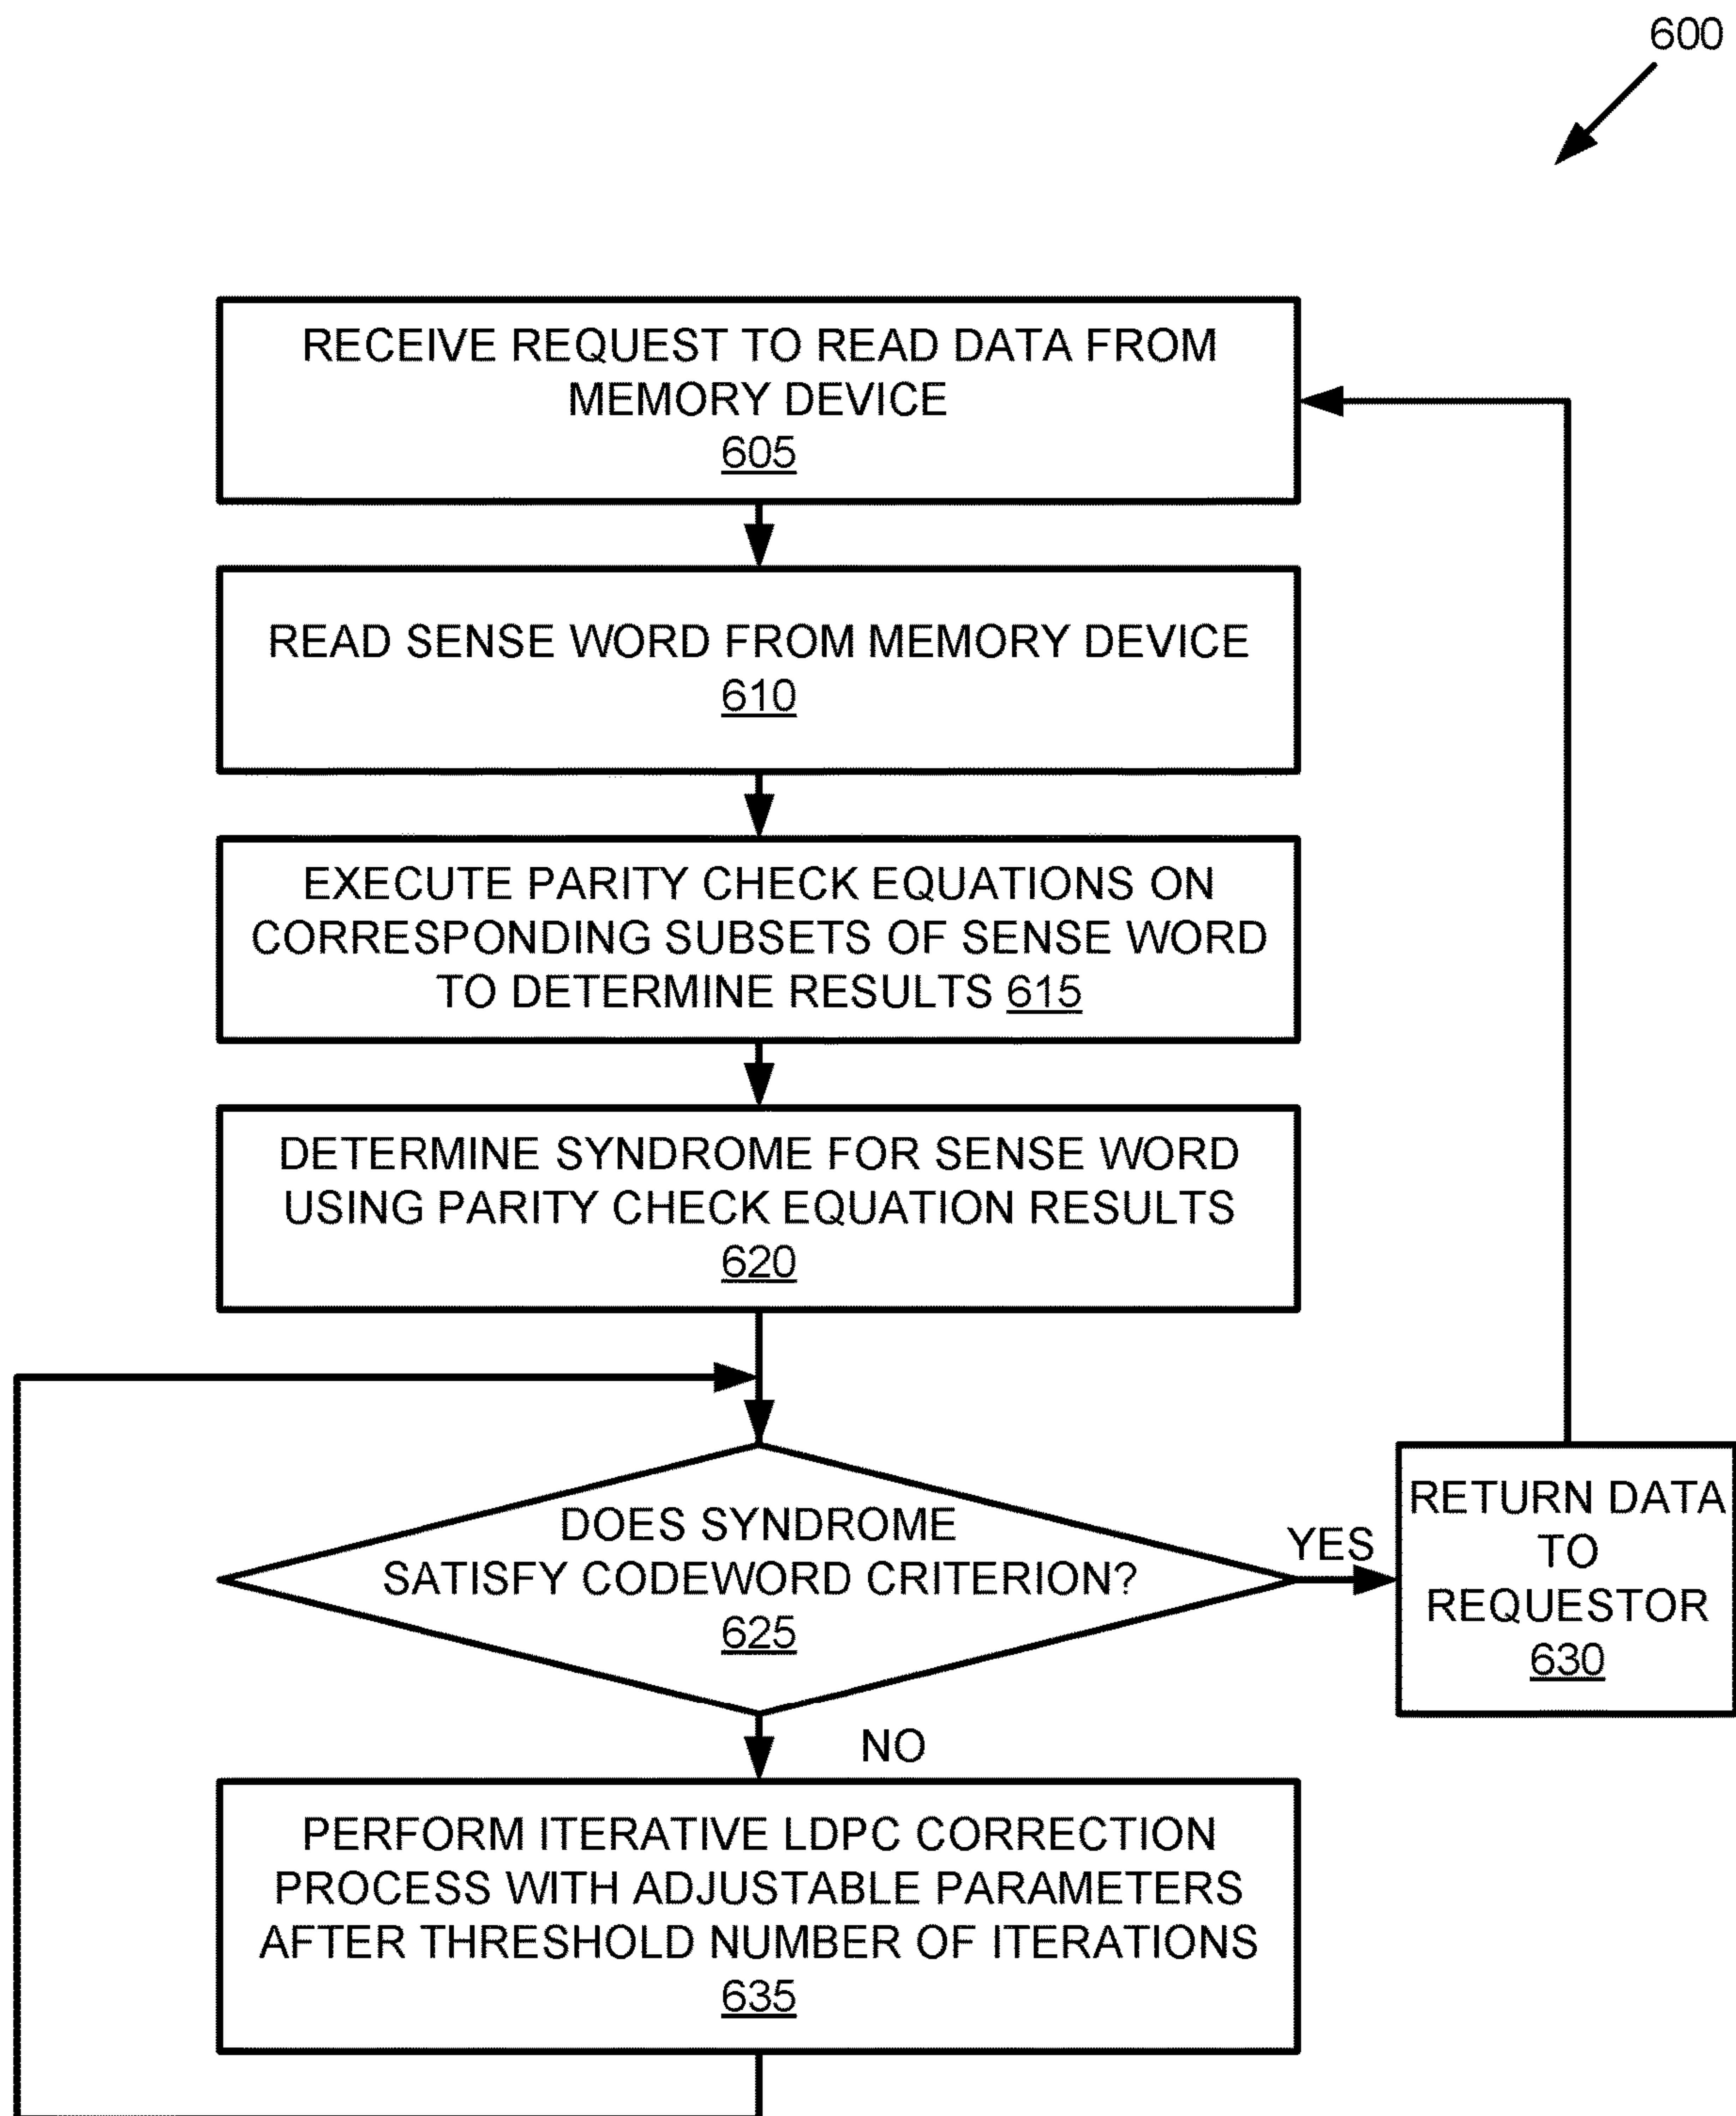 600
RECEIVE REQUEST TO READ DATA FROM
MEMORY DEVICE
605
READ SENSE WORD FROM MEMORY DEVICE
610
EXECUTE PARITY CHECK EQUATIONS ON
CORRESPONDING SUBSETS OF SENSE WORD
TO DETERMINE RESULTS 615
DETERMINE SYNDROME FOR SENSE WORD
USING PARITY CHECK EQUATION RESULTS
620
DOES SYNDROME
SATISFY CODEWORD CRITERION?
625
YES
RETURN DATA
TO
REQUESTOR
630
NO
PERFORM ITERATIVE LDPC CORRECTION
PROCESS WITH ADJUSTABLE PARAMETERS
AFTER THRESHOLD NUMBER OF ITERATIONS
635